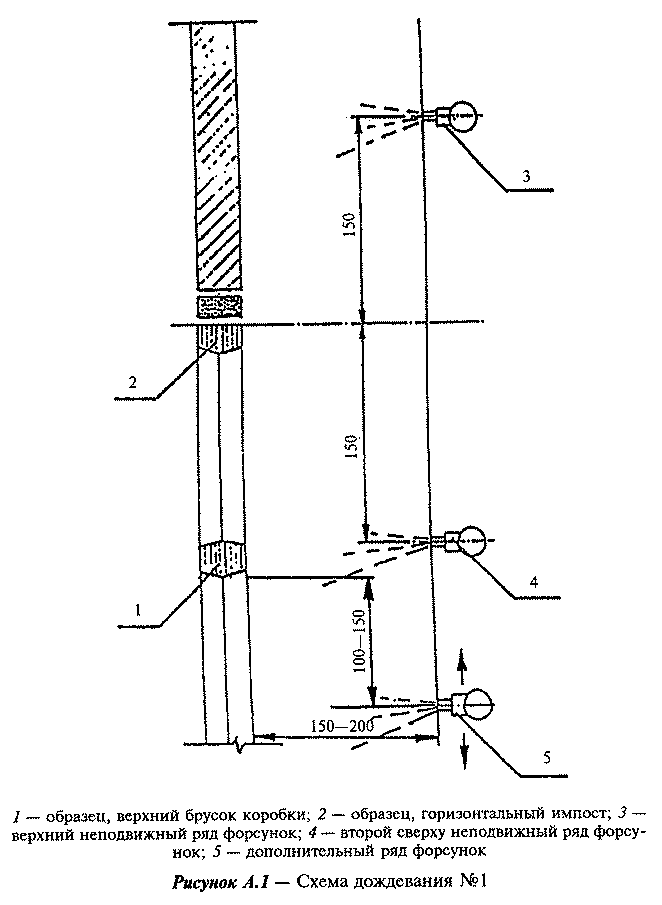 3
150
2
150
4
1
100—150
150—200
5
1 — образец, верхний брусок коробки; 2 — образец, горизонтальный импост; 3 —
верхний неподвижный ряд форсунок; 4 — второй сверху неподвижный ряд форсу-
нок; 5 — дополнительный ряд форсунок
Рисунок А.1 — Схема дождевания №1